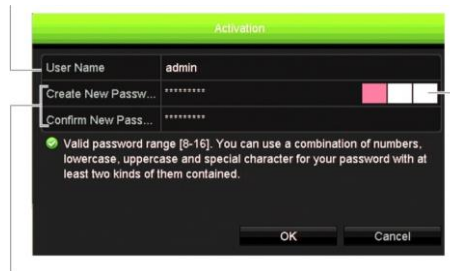 Activation
User Name admin
Create New Passw... *********
Confirm New Pass... *********
Valid password range [8-16]. You can use a combination of numbers,
lowercase, uppercase and special character for your password with at
least two kinds of them contained.
OK Cancel